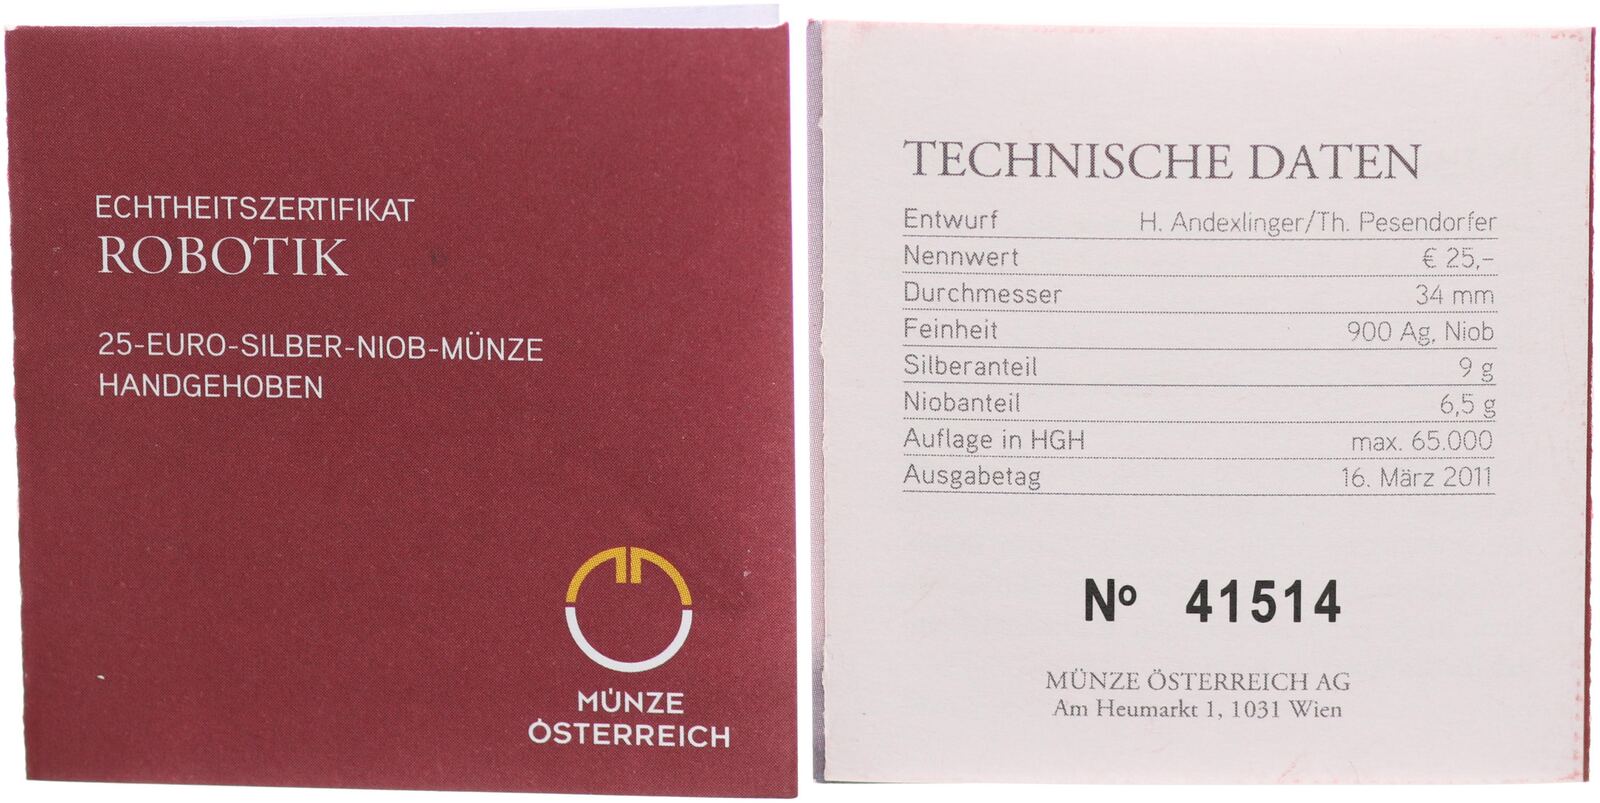 ECHTHEITSZERTIFIKAT
ROBOTIK
25-EURO-SILBER-NIOB-MÜNZE
HANDGEHOBEN
MÜNZE
ÖSTERREICH
TECHNISCHE DATEN
Entwurf H. Andexlinger/Th. Pesendorfer
Nennwert € 25,–
Durchmesser 34 mm
Feinheit 900 Ag, Niob
Silberanteil 9 g
Niobanteil 6,5 g
Auflage in HGH max. 65.000
Ausgabetag 16. März 2011
Nº 41514
MÜNZE ÖSTERREICH AG
Am Heumarkt 1, 1031 Wien